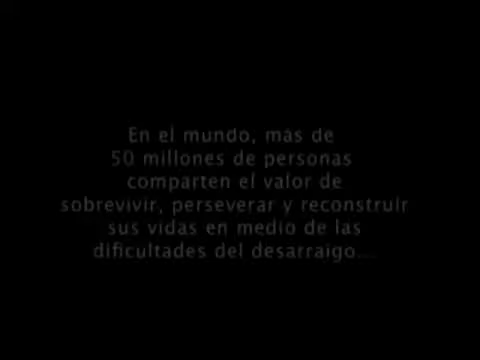 En el mundo, más de
50 millones de personas
comparten el valor de
sobrevivir, perseverar y reconstruir
sus vidas en medio de las
dificultades del desarraigo...